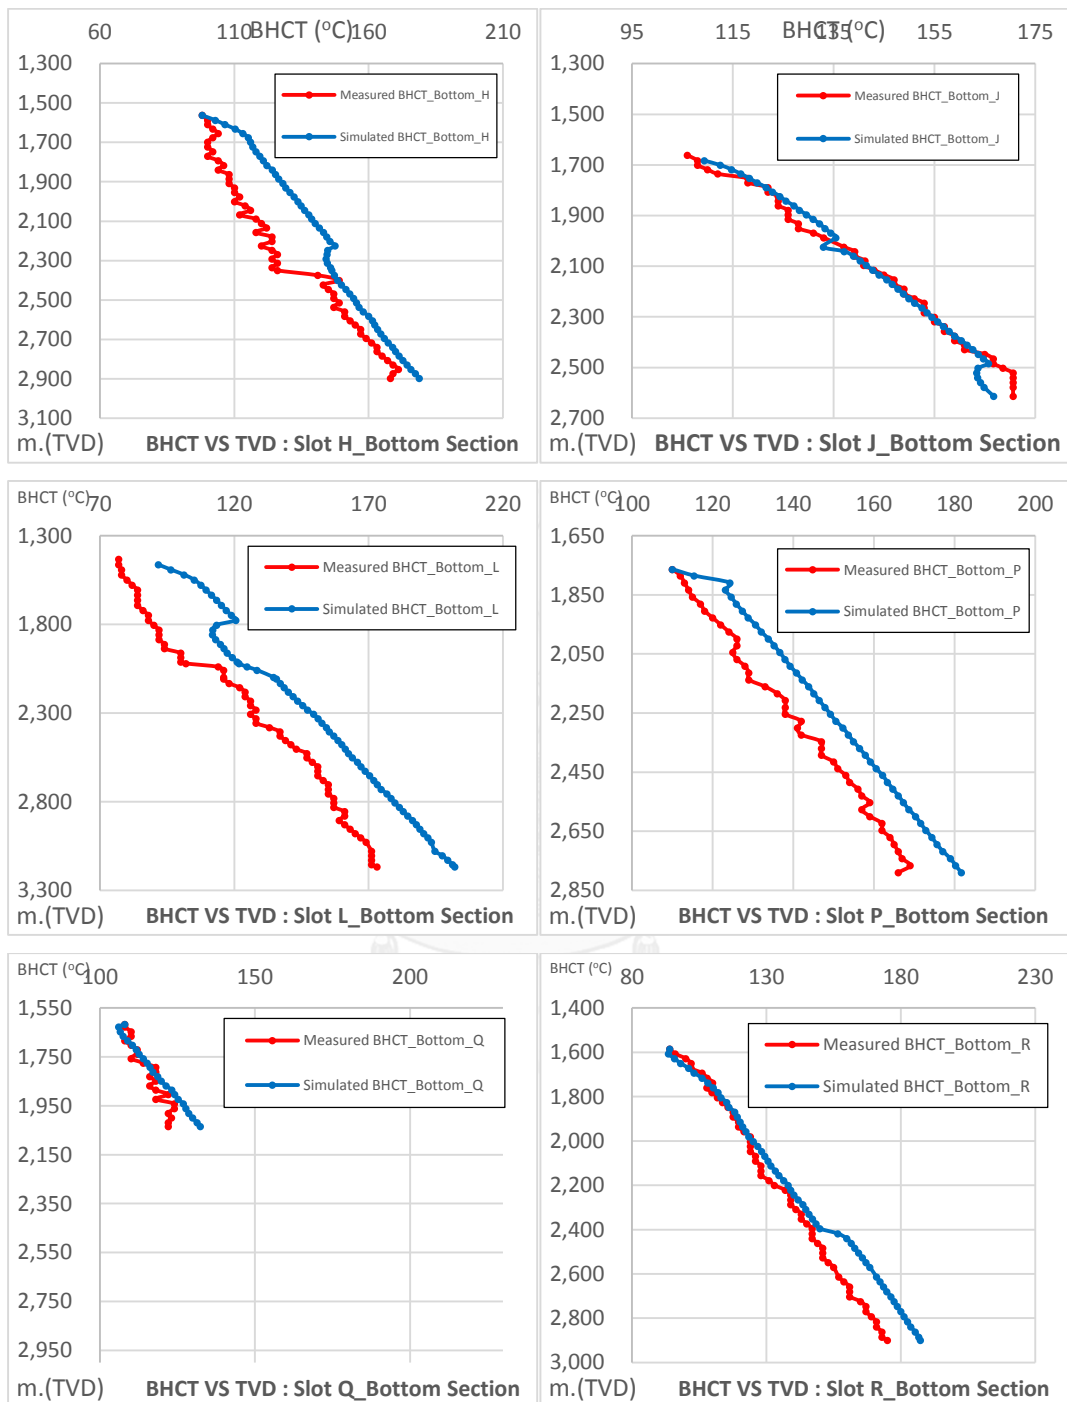 60 110 160 210
BHCT (°C)
1,300
1,500
1,700
1,900
2,100
2,300
2,500
2,700
2,900
3,100
Measured BHCT_Bottom_H
Simulated BHCT_Bottom_H
m.(TVD) BHCT VS TVD : Slot H_Bottom Section
95 115 135 155 175
BHCT (°C)
1,300
1,500
1,700
1,900
2,100
2,300
2,500
2,700
Measured BHCT_Bottom_J
Simulated BHCT_Bottom_J
m.(TVD) BHCT VS TVD : Slot J_Bottom Section
BHCT (°C)
70 120 170 220
1,300
1,800
2,300
2,800
3,300
Measured BHCT_Bottom_L
Simulated BHCT_Bottom_L
m.(TVD) BHCT VS TVD : Slot L_Bottom Section
BHCT (°C)
100 120 140 160 180 200
1,650
1,850
2,050
2,250
2,450
2,650
2,850
Measured BHCT_Bottom_P
Simulated BHCT_Bottom_P
m.(TVD) BHCT VS TVD : Slot P_Bottom Section
BHCT (°C)
100 150 200
1,550
1,750
1,950
2,150
2,350
2,550
2,750
2,950
Measured BHCT_Bottom_Q
Simulated BHCT_Bottom_Q
m.(TVD) BHCT VS TVD : Slot Q_Bottom Section
BHCT (°C)
80 130 180 230
1,400
1,600
1,800
2,000
2,200
2,400
2,600
2,800
3,000
Measured BHCT_Bottom_R
Simulated BHCT_Bottom_R
m.(TVD) BHCT VS TVD : Slot R_Bottom Section